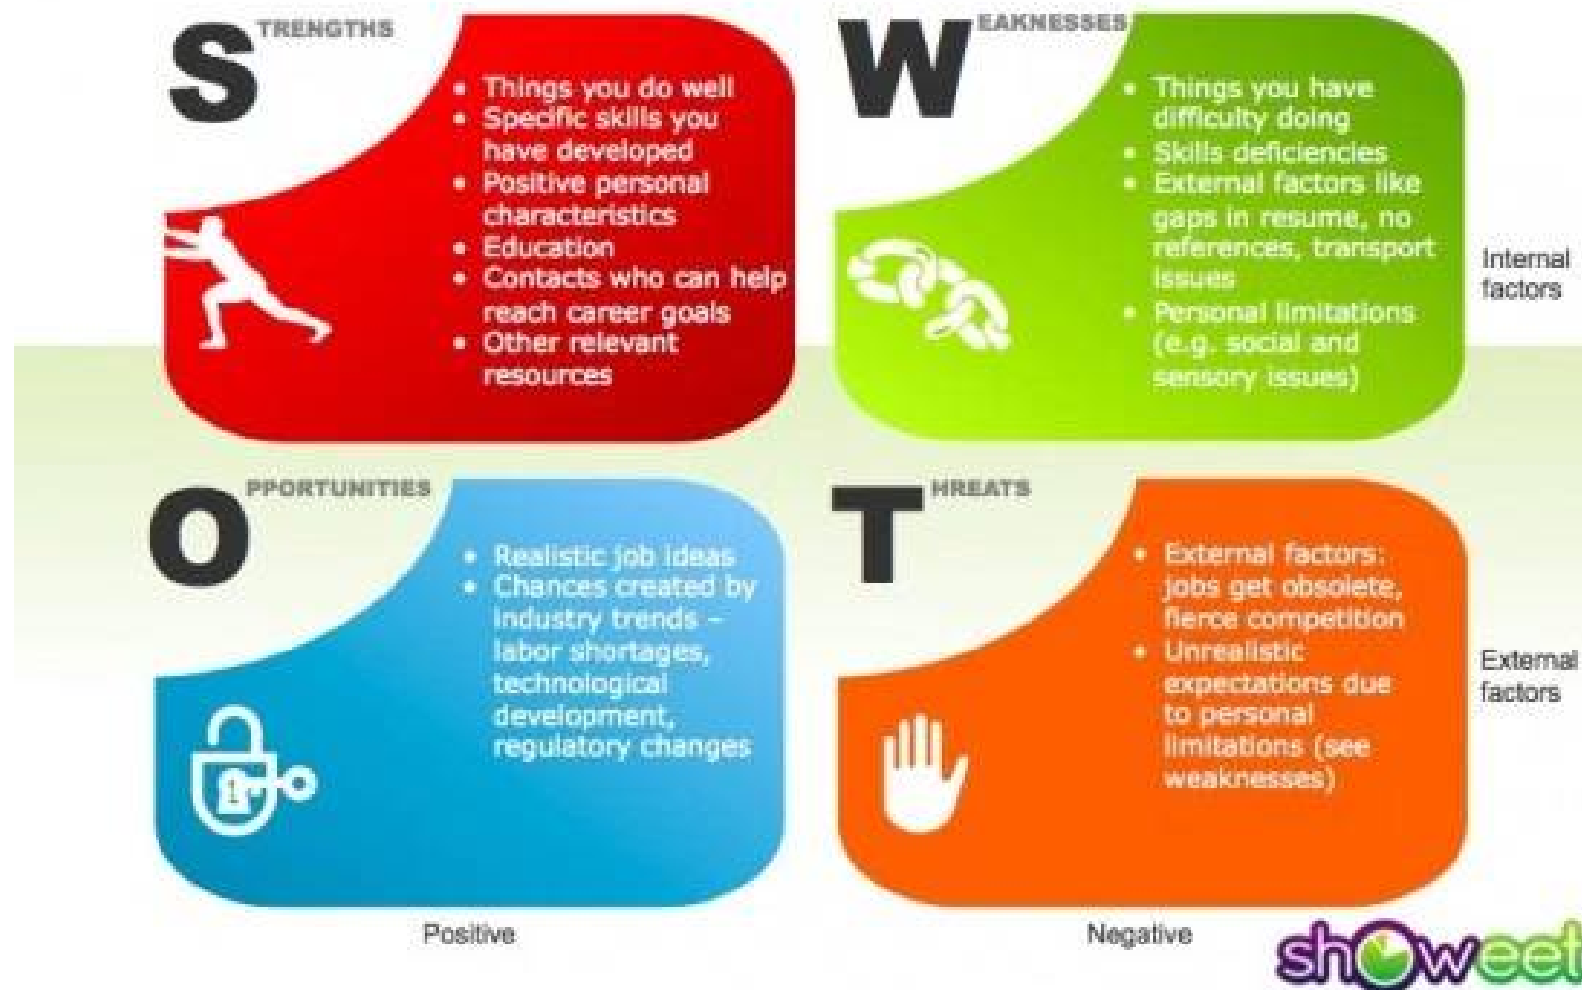 STRENGTHS
Things you do well
Specific skills you
have developed
Positive personal
characteristics
Education
Contacts who can help
reach career goals
Other relevant
resources
WEAKNESSES
Things you have
difficulty doing
Skills deficiencies
External factors like
gaps in resume, no
references, transport
issues
Personal limitations
(e.g. social and
sensory issues)
Internal
factors
OPPORTUNITIES
Realistic job ideas
Chances created by
industry trends –
labor shortages,
technological
development,
regulatory changes
THREATS
External factors:
jobs get obsolete,
fierce competition
Unrealistic
expectations due
to personal
limitations (see
weaknesses)
External
factors
Positive
Negative
showeet